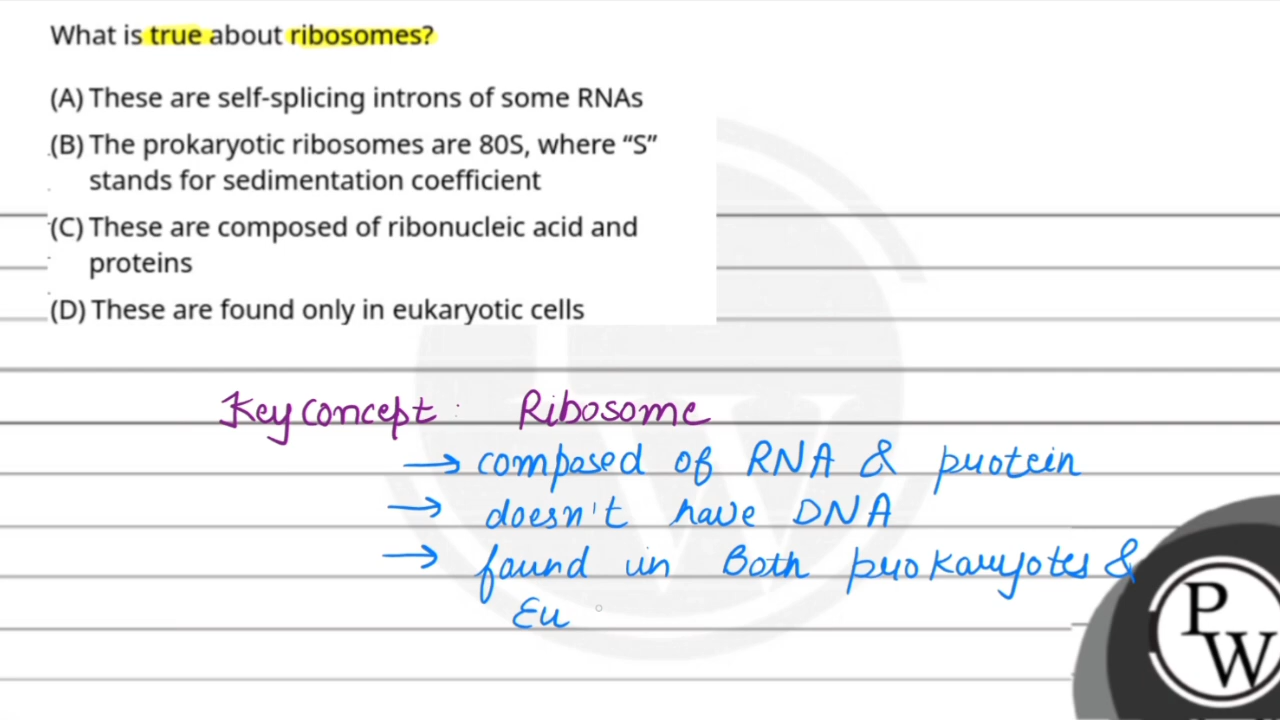 What is true about ribosomes?
(A) These are self-splicing introns of some RNAs
(B) The prokaryotic ribosomes are 80S, where “S”
stands for sedimentation coefficient
(C) These are composed of ribonucleic acid and
proteins
(D) These are found only in eukaryotic cells
Key concept : Ribosome
→ composed of RNA & protein
→ doesn't have DNA
→ found in Both prokaryotes &
Eu
P
W